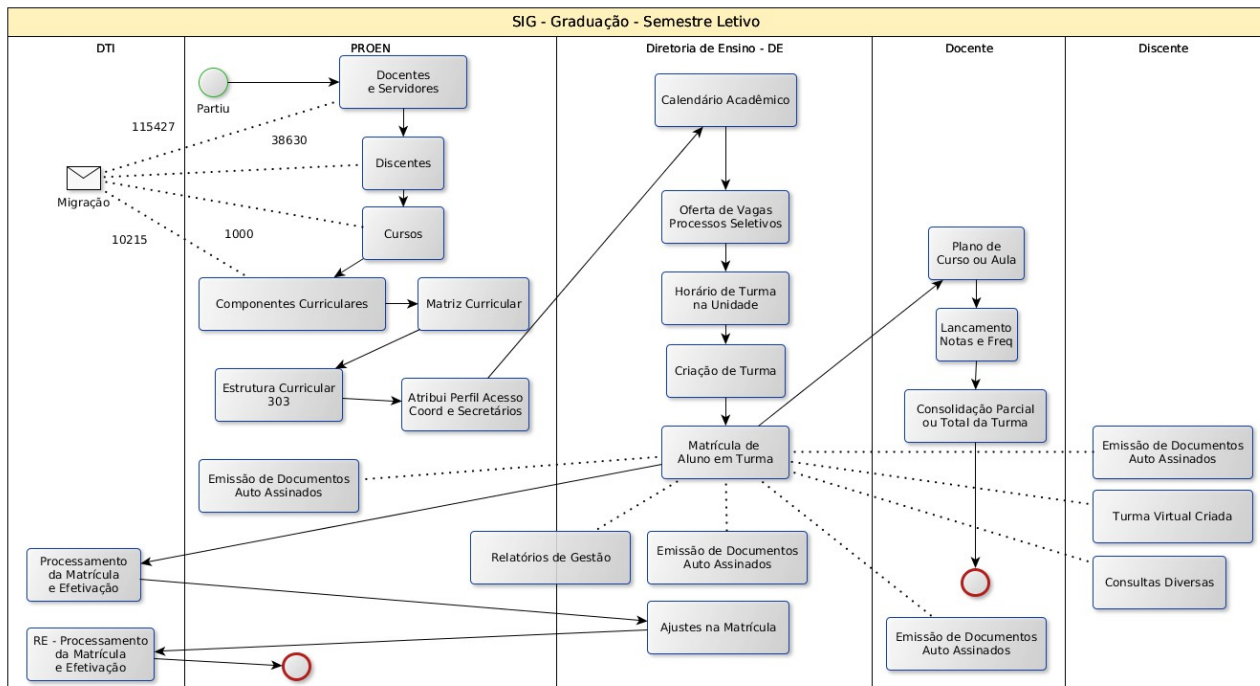 SIG - Graduação - Semestre Letivo
DTI
PROEN
Diretoria de Ensino - DE
Docente
Discente
Partiu
Docentes
e Servidores
115427
38630
Discentes
Migração
Cursos
10215
1000
Componentes Curriculares
Matriz Curricular
Estrutura Curricular
303
Atribui Perfil Acesso
Coord e Secretários
Emissão de Documentos
Auto Assinados
Calendário Acadêmico
Oferta de Vagas
Processos Seletivos
Horário de Turma
na Unidade
Criação de Turma
Matrícula de
Aluno em Turma
Relatórios de Gestão
Emissão de Documentos
Auto Assinados
Ajustes na Matrícula
Processamento
da Matrícula
e Efetivação
RE - Processamento
da Matrícula
e Efetivação
Plano de
Curso ou Aula
Lancamento
Notas e Freq
Consolidação Parcial
ou Total da Turma
Emissão de Documentos
Auto Assinados
Emissão de Documentos
Auto Assinados
Turma Virtual Criada
Consultas Diversas